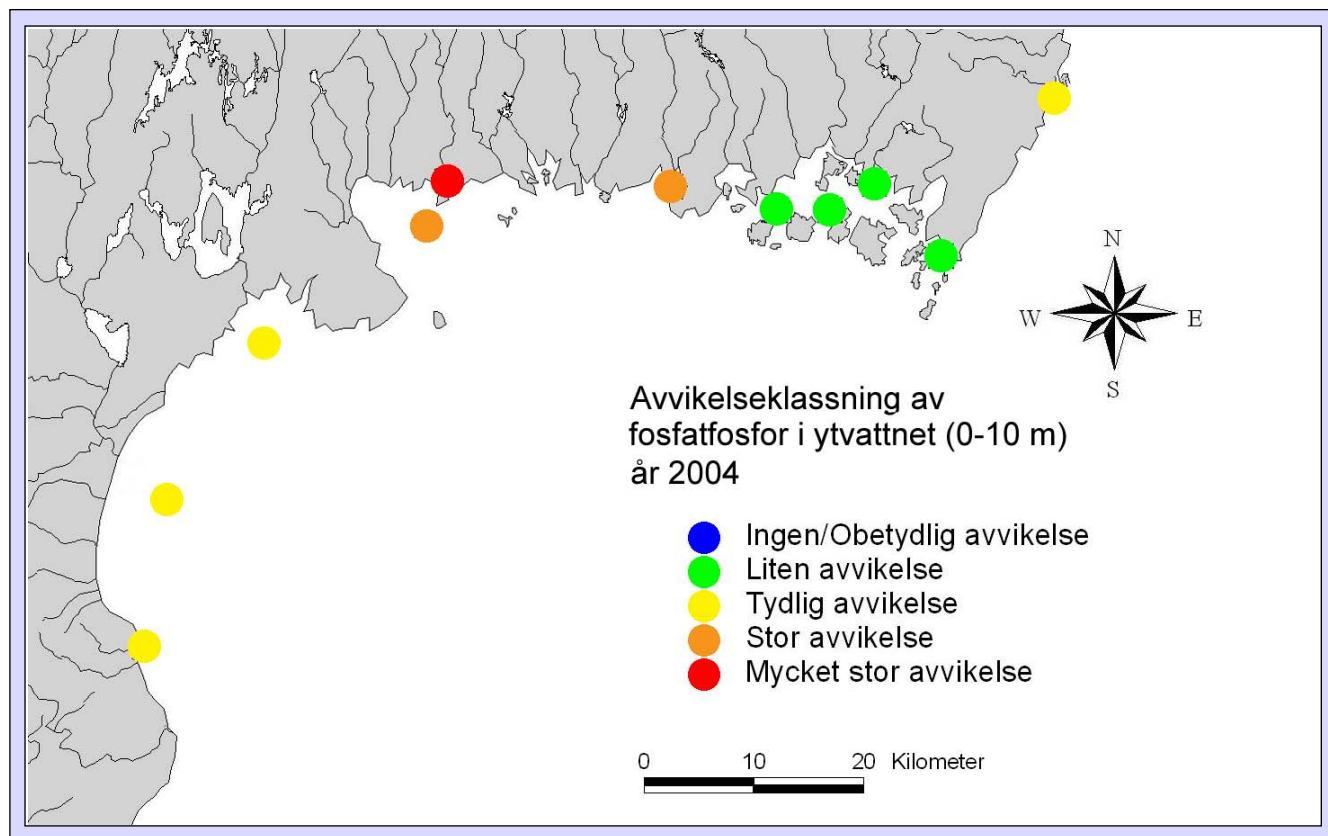 N
W E
S
Avvikelseklassning av
fosfatfosfor i ytvattnet (0-10 m)
år 2004
Ingen/Obetydlig avvikelse
Liten avvikelse
Tydlig avvikelse
Stor avvikelse
Mycket stor avvikelse
0 10 20 Kilometer